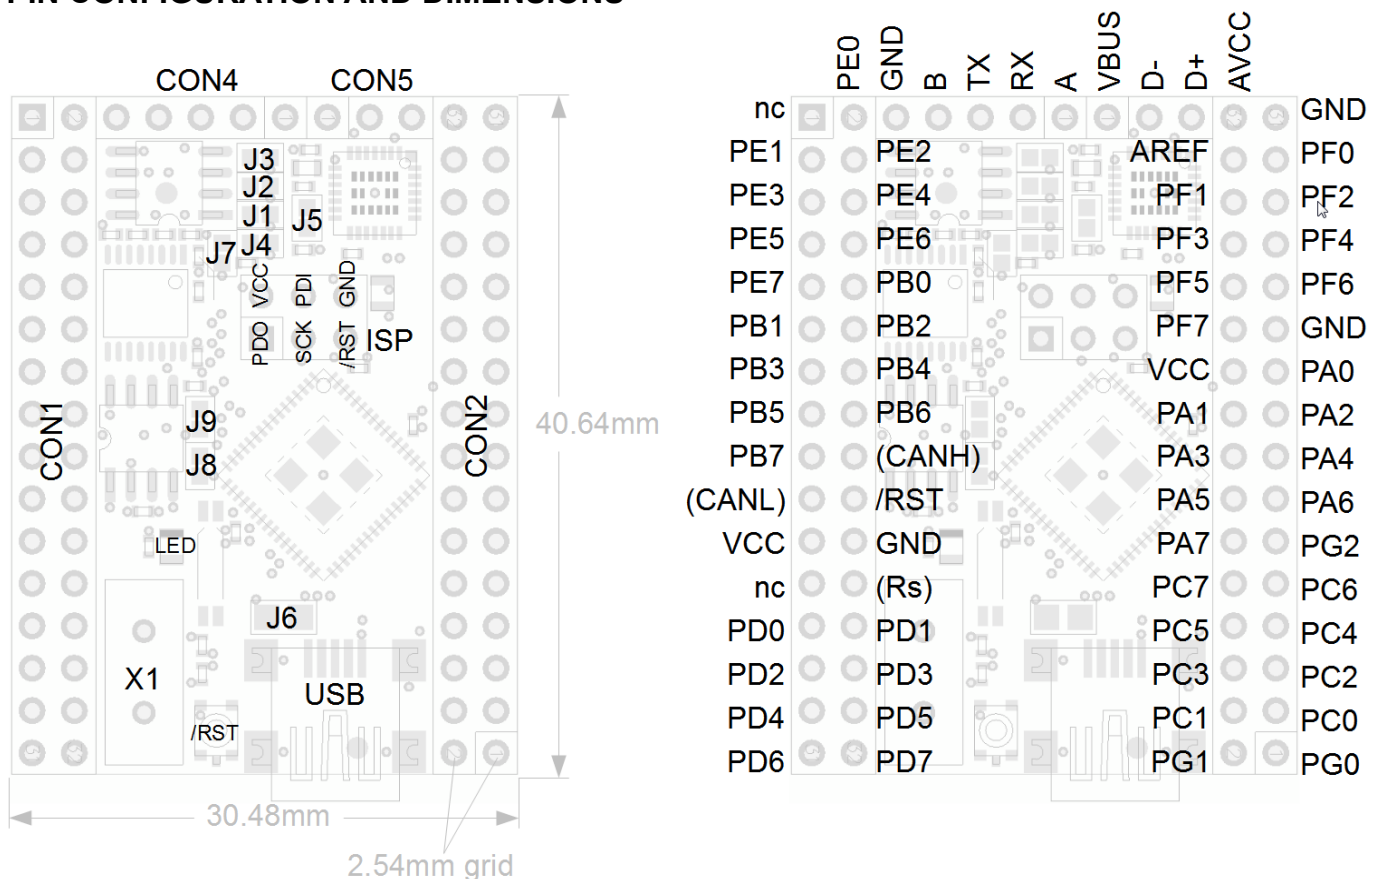 PIN CONFIGURATION AND DIMENSIONS
CON4 CON5
J3
J2
J1
J5
J4
J7
VCC PDI GND
PDO SCK /RST
ISP
CON1
CON2
J9
J8
40.64mm
LED
J6
X1
USB
/RST
30.48mm
2.54mm grid
PE0 GND B TX RX A VBUS D- D+ AVCC
nc GND
PE1 PE2 AREF PF0
PE3 PE4 PF1 PF2
PE5 PE6 PF3 PF4
PE7 PB0 PF5 PF6
PB1 PB2 PF7 GND
PB3 PB4 VCC PA0
PB5 PB6 PA1 PA2
PB7 (CANH) PA3 PA4
(CANL) /RST PA5 PA6
VCC GND PA7 PG2
nc (Rs) PC7 PC6
PD0 PD1 PC5 PC4
PD2 PD3 PC3 PC2
PD4 PD5 PC1 PC0
PD6 PD7 PG1 PG0